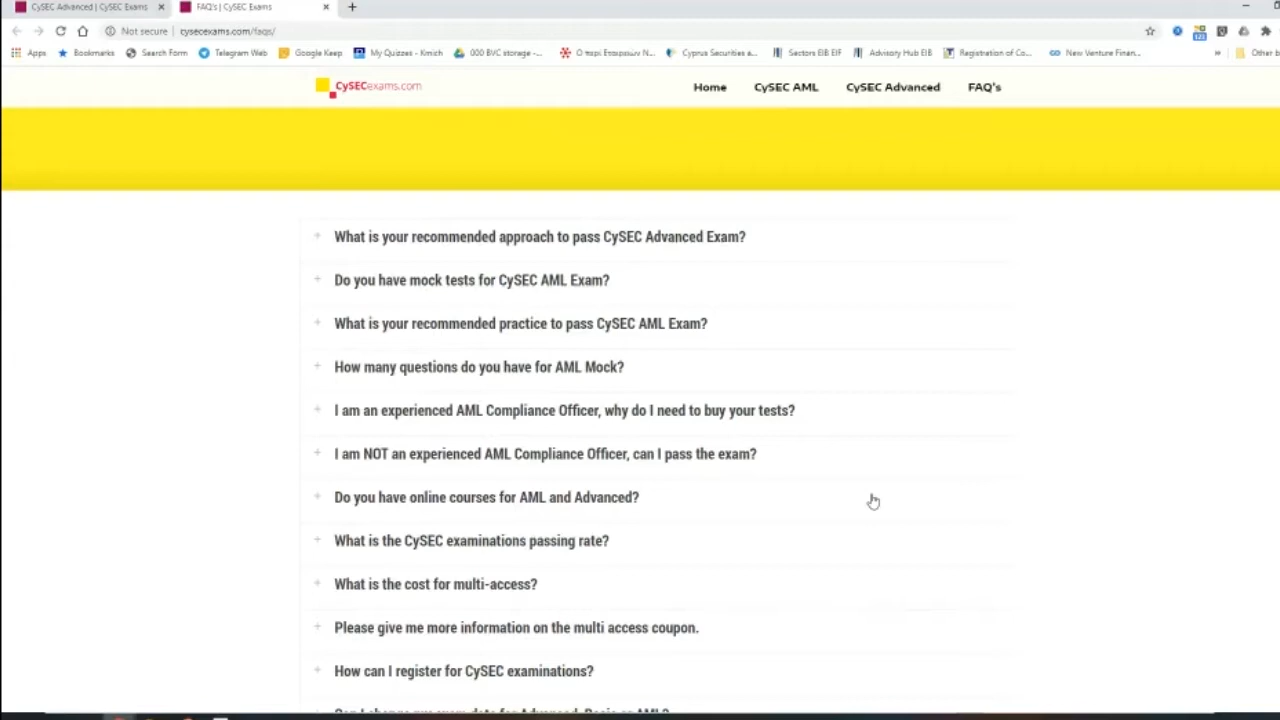 CySEC Advanced | CySEC Exams
FAQ's | CySEC Exams
Not secure | cysecexams.com/faqs/
Apps Bookmarks Search Form Telegram Web Google Keep My Quizzes - Kmich 000 BVC storage -... Ο περί Εταιρειών Ν... Cyprus Securities a... Sectors EIB EIF Advisory Hub EIB Registration of Co... New Venture Finan... » Other b
CySECexams.com
Home CySEC AML CySEC Advanced FAQ's
What is your recommended approach to pass CySEC Advanced Exam?
Do you have mock tests for CySEC AML Exam?
What is your recommended practice to pass CySEC AML Exam?
How many questions do you have for AML Mock?
I am an experienced AML Compliance Officer, why do I need to buy your tests?
I am NOT an experienced AML Compliance Officer, can I pass the exam?
Do you have online courses for AML and Advanced?
What is the CySEC examinations passing rate?
What is the cost for multi-access?
Please give me more information on the multi access coupon.
How can I register for CySEC examinations?